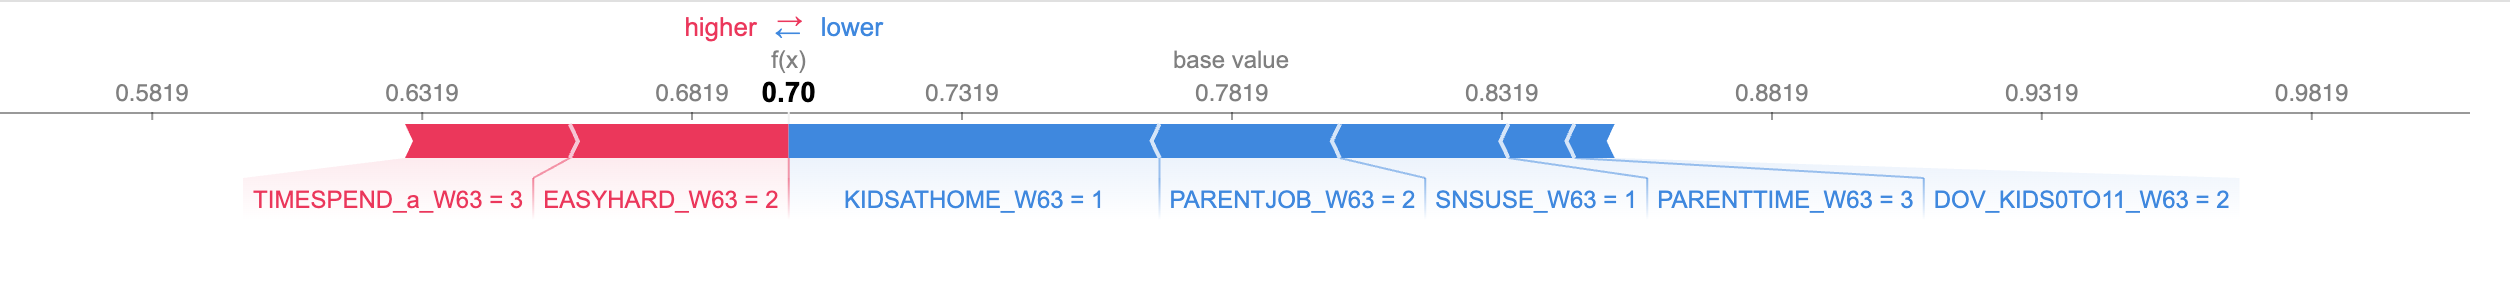 higher ⇄ lower
f(x) base value
0.5819 0.6319 0.6819 0.70 0.7319 0.7819 0.8319 0.8819 0.9319 0.9819
TIMESPEND_a_W63 = 3 EASYHARD_W63 = 2 KIDSATHOME_W63 = 1 PARENTJOB_W63 = 2 SNSUSE_W63 = 1 PARENTTIME_W63 = 3 DOV_KIDS0TO11_W63 = 2